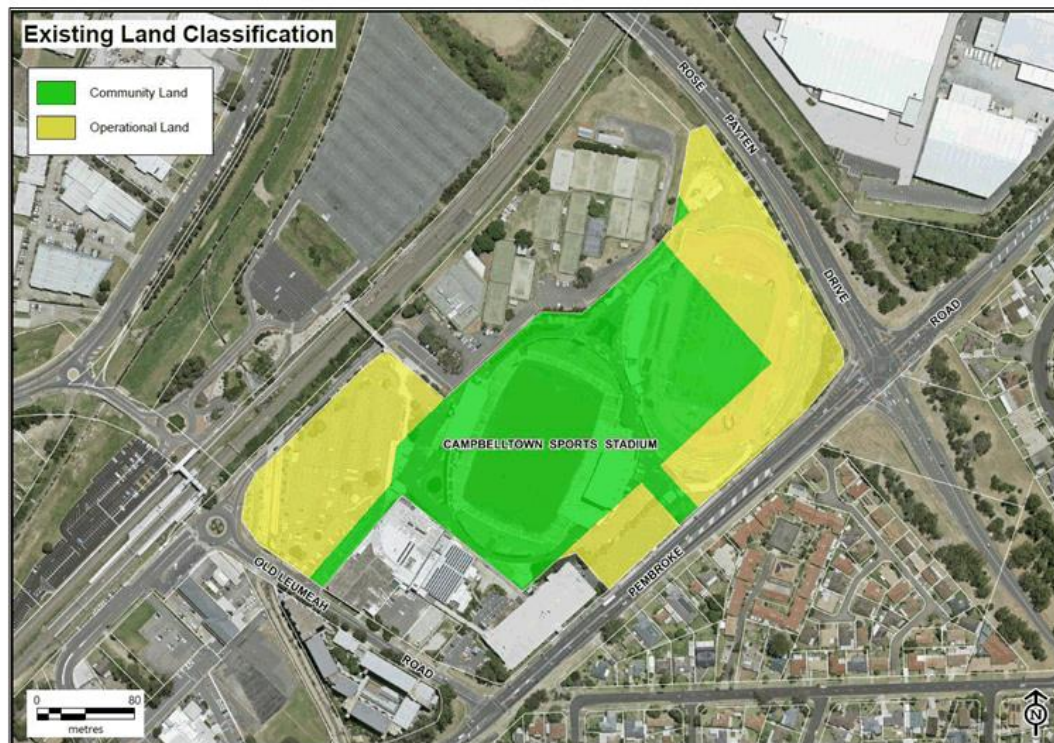 Existing Land Classification
Community Land
Operational Land
ROSE
PAYTEN
DRIVE
ROAD
CAMPBELLTOWN SPORTS STADIUM
PEMBROKE
OLD LEUMEAH
ROAD
0 80
metres
N